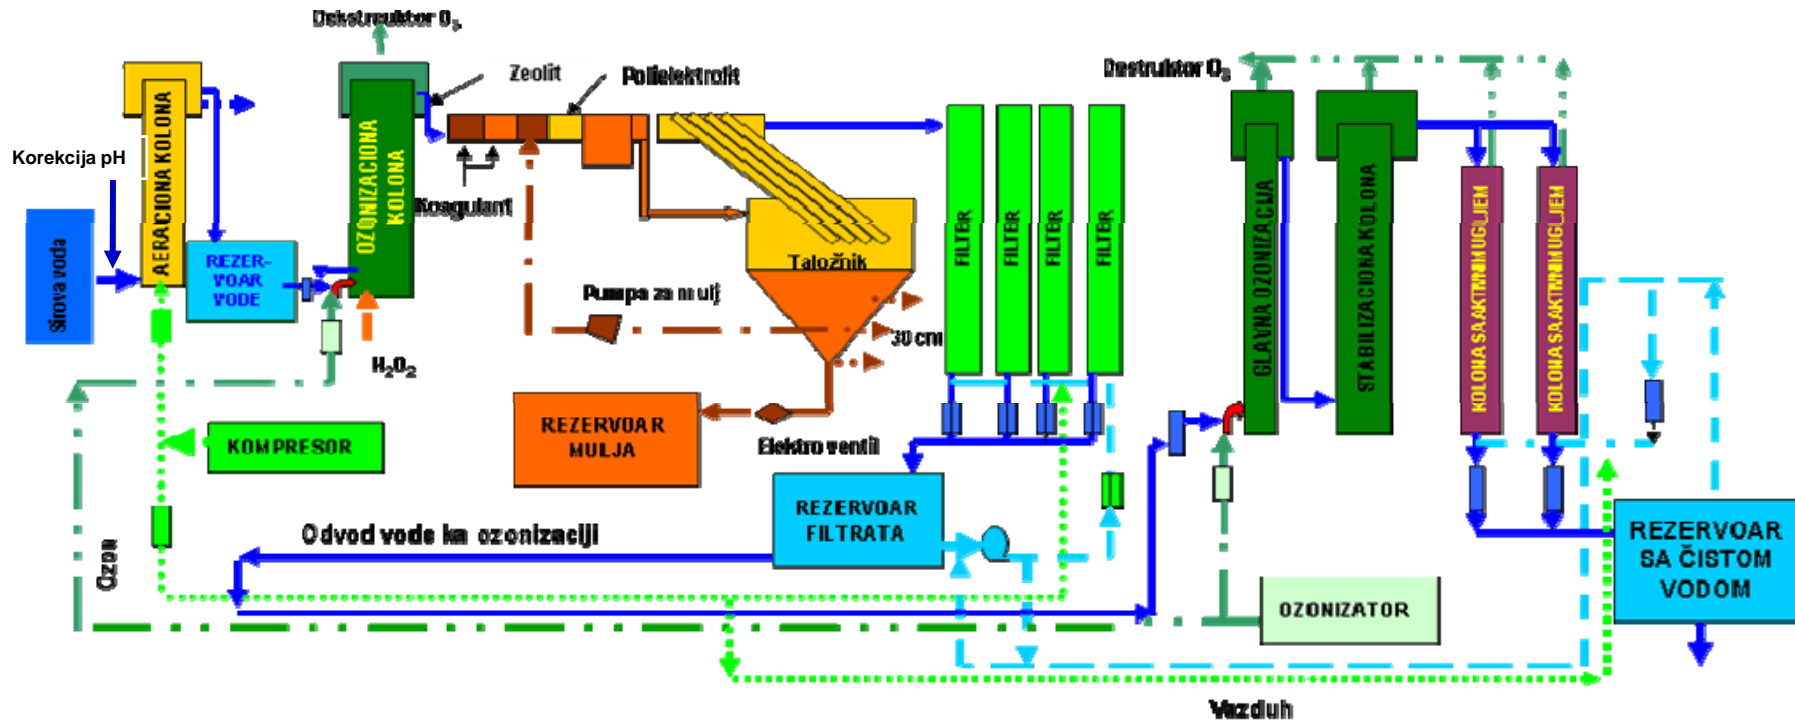 Dekstruuktor O₃
Zeolit
Polielektrolit
Destruktor O₃
Korekcija pH
Sirova voda
AERACIONA KOLONA
REZER-
VOAR
VODE
OZONIZACIONA
KOLONA
H₂O₂
Koagulant
Taložnik
Pumpa za mulj
30 cm
FILTER
FILTER
FILTER
FILTER
GLAVNA OZONIZACIJA
STABILIZACIONA KOLONA
KOLONA SA AKTIVNIM UGLJEM
KOLONA SA AKTIVNIM UGLJEM
KOMPRESOR
REZERVOAR
MULJA
Elektro ventil
REZERVOAR
FILTRATA
Odvod vode ka ozonizaciji
Ozon
OZONIZATOR
REZERVOAR
SA ČISTOM
VODOM
Vazduh